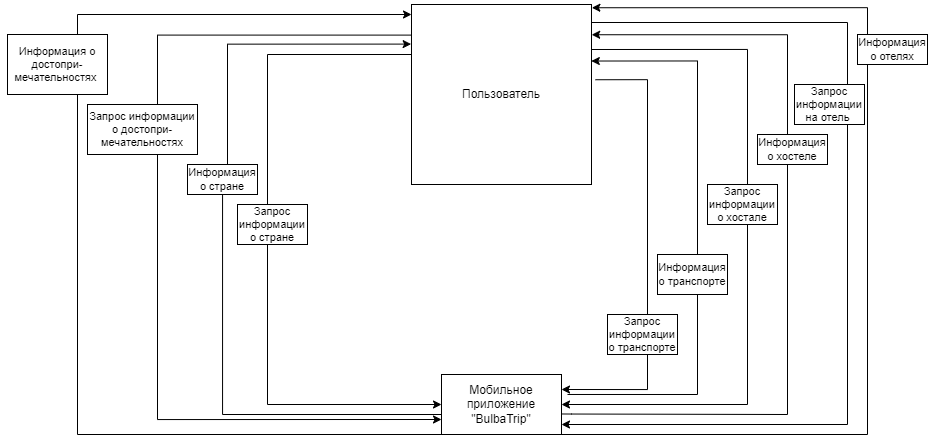 Информация о
достопри-
мечательностях
Запрос информации
о достопри-
мечательностях
Информация
о стране
Запрос
информации
о стране
Пользователь
Информация
о отелях
Запрос
информации
на отель
Информация
о хостеле
Запрос
информации
о хостале
Информация
о транспорте
Запрос
информации
о транспорте
Мобильное
приложение
"BulbaTrip"